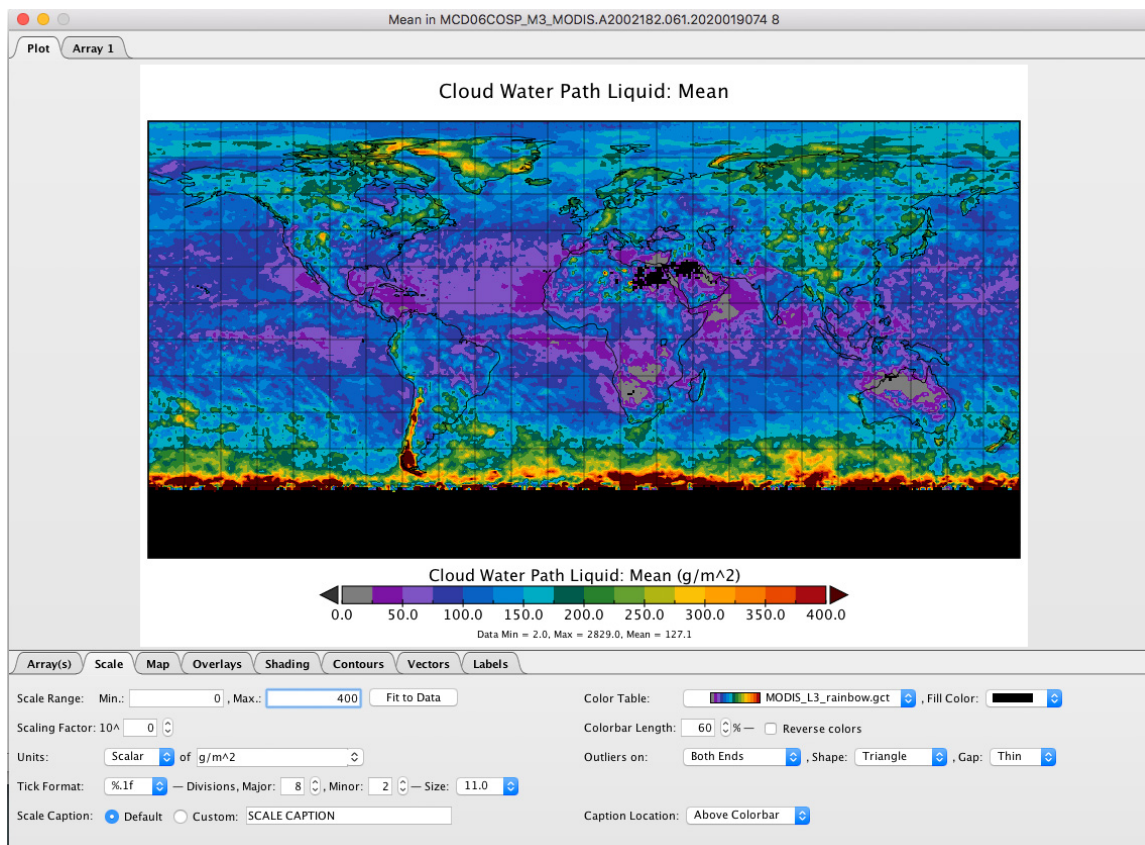 Mean in MCD06COSP_M3_MODIS.A2002182.061.2020019074 8
Plot Array 1
Cloud Water Path Liquid: Mean
Cloud Water Path Liquid: Mean (g/m^2)
0.0 50.0 100.0 150.0 200.0 250.0 300.0 350.0 400.0
Data Min = 2.0, Max = 2829.0, Mean = 127.1
Array(s) Scale Map Overlays Shading Contours Vectors Labels
Scale Range: Min.: 0 , Max.: 400 Fit to Data Color Table: MODIS_L3_rainbow.gct , Fill Color:
Scaling Factor: 10^ 0 Colorbar Length: 60 % — Reverse colors
Units: Scalar of g/m^2 Outliers on: Both Ends , Shape: Triangle , Gap: Thin
Tick Format: %.1f — Divisions, Major: 8 , Minor: 2 — Size: 11.0
Scale Caption: Default Custom: SCALE CAPTION Caption Location: Above Colorbar